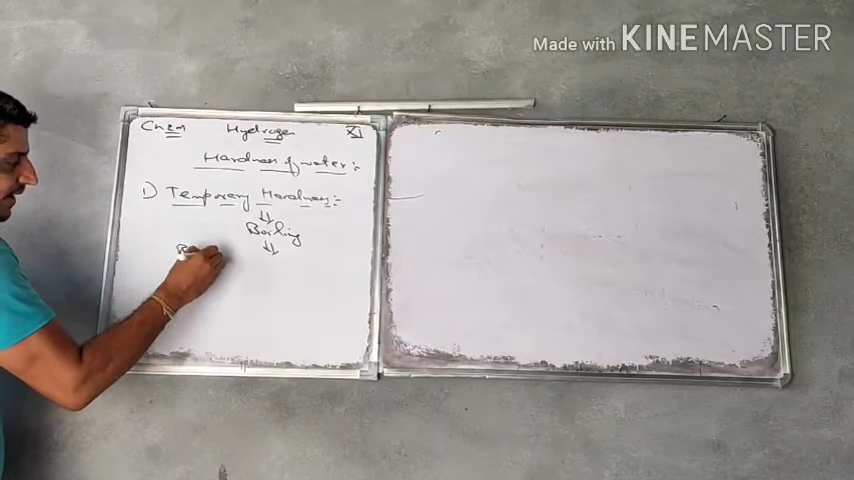 Made with KINEMASTER
Chem Hydrogen XI
Hardness of water:-
1) Temporary Hardness:-
Boiling